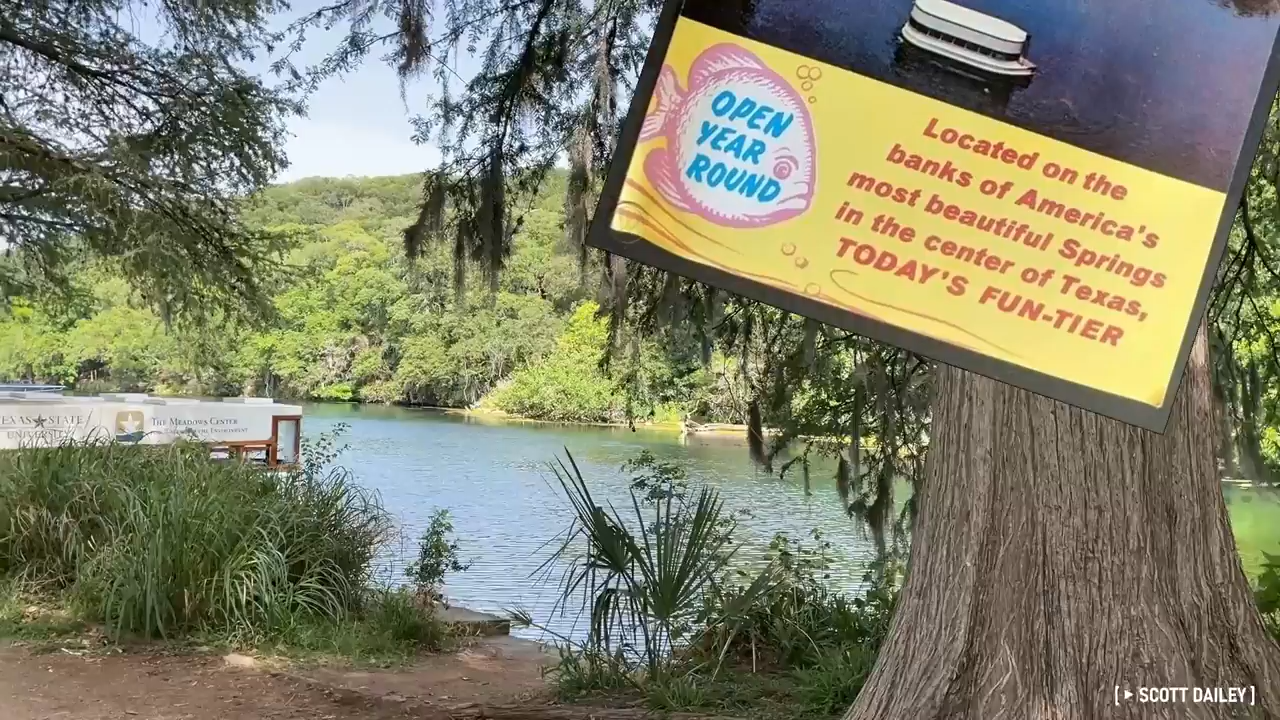 OPEN
YEAR
ROUND
Located on the
banks of America's
most beautiful Springs
in the center of Texas,
TODAY'S FUN-TIER
TEXAS STATE
UNIVERSITY
THE MEADOWS CENTER
ENVIRONMENT
[ ▶ SCOTT DAILEY ]